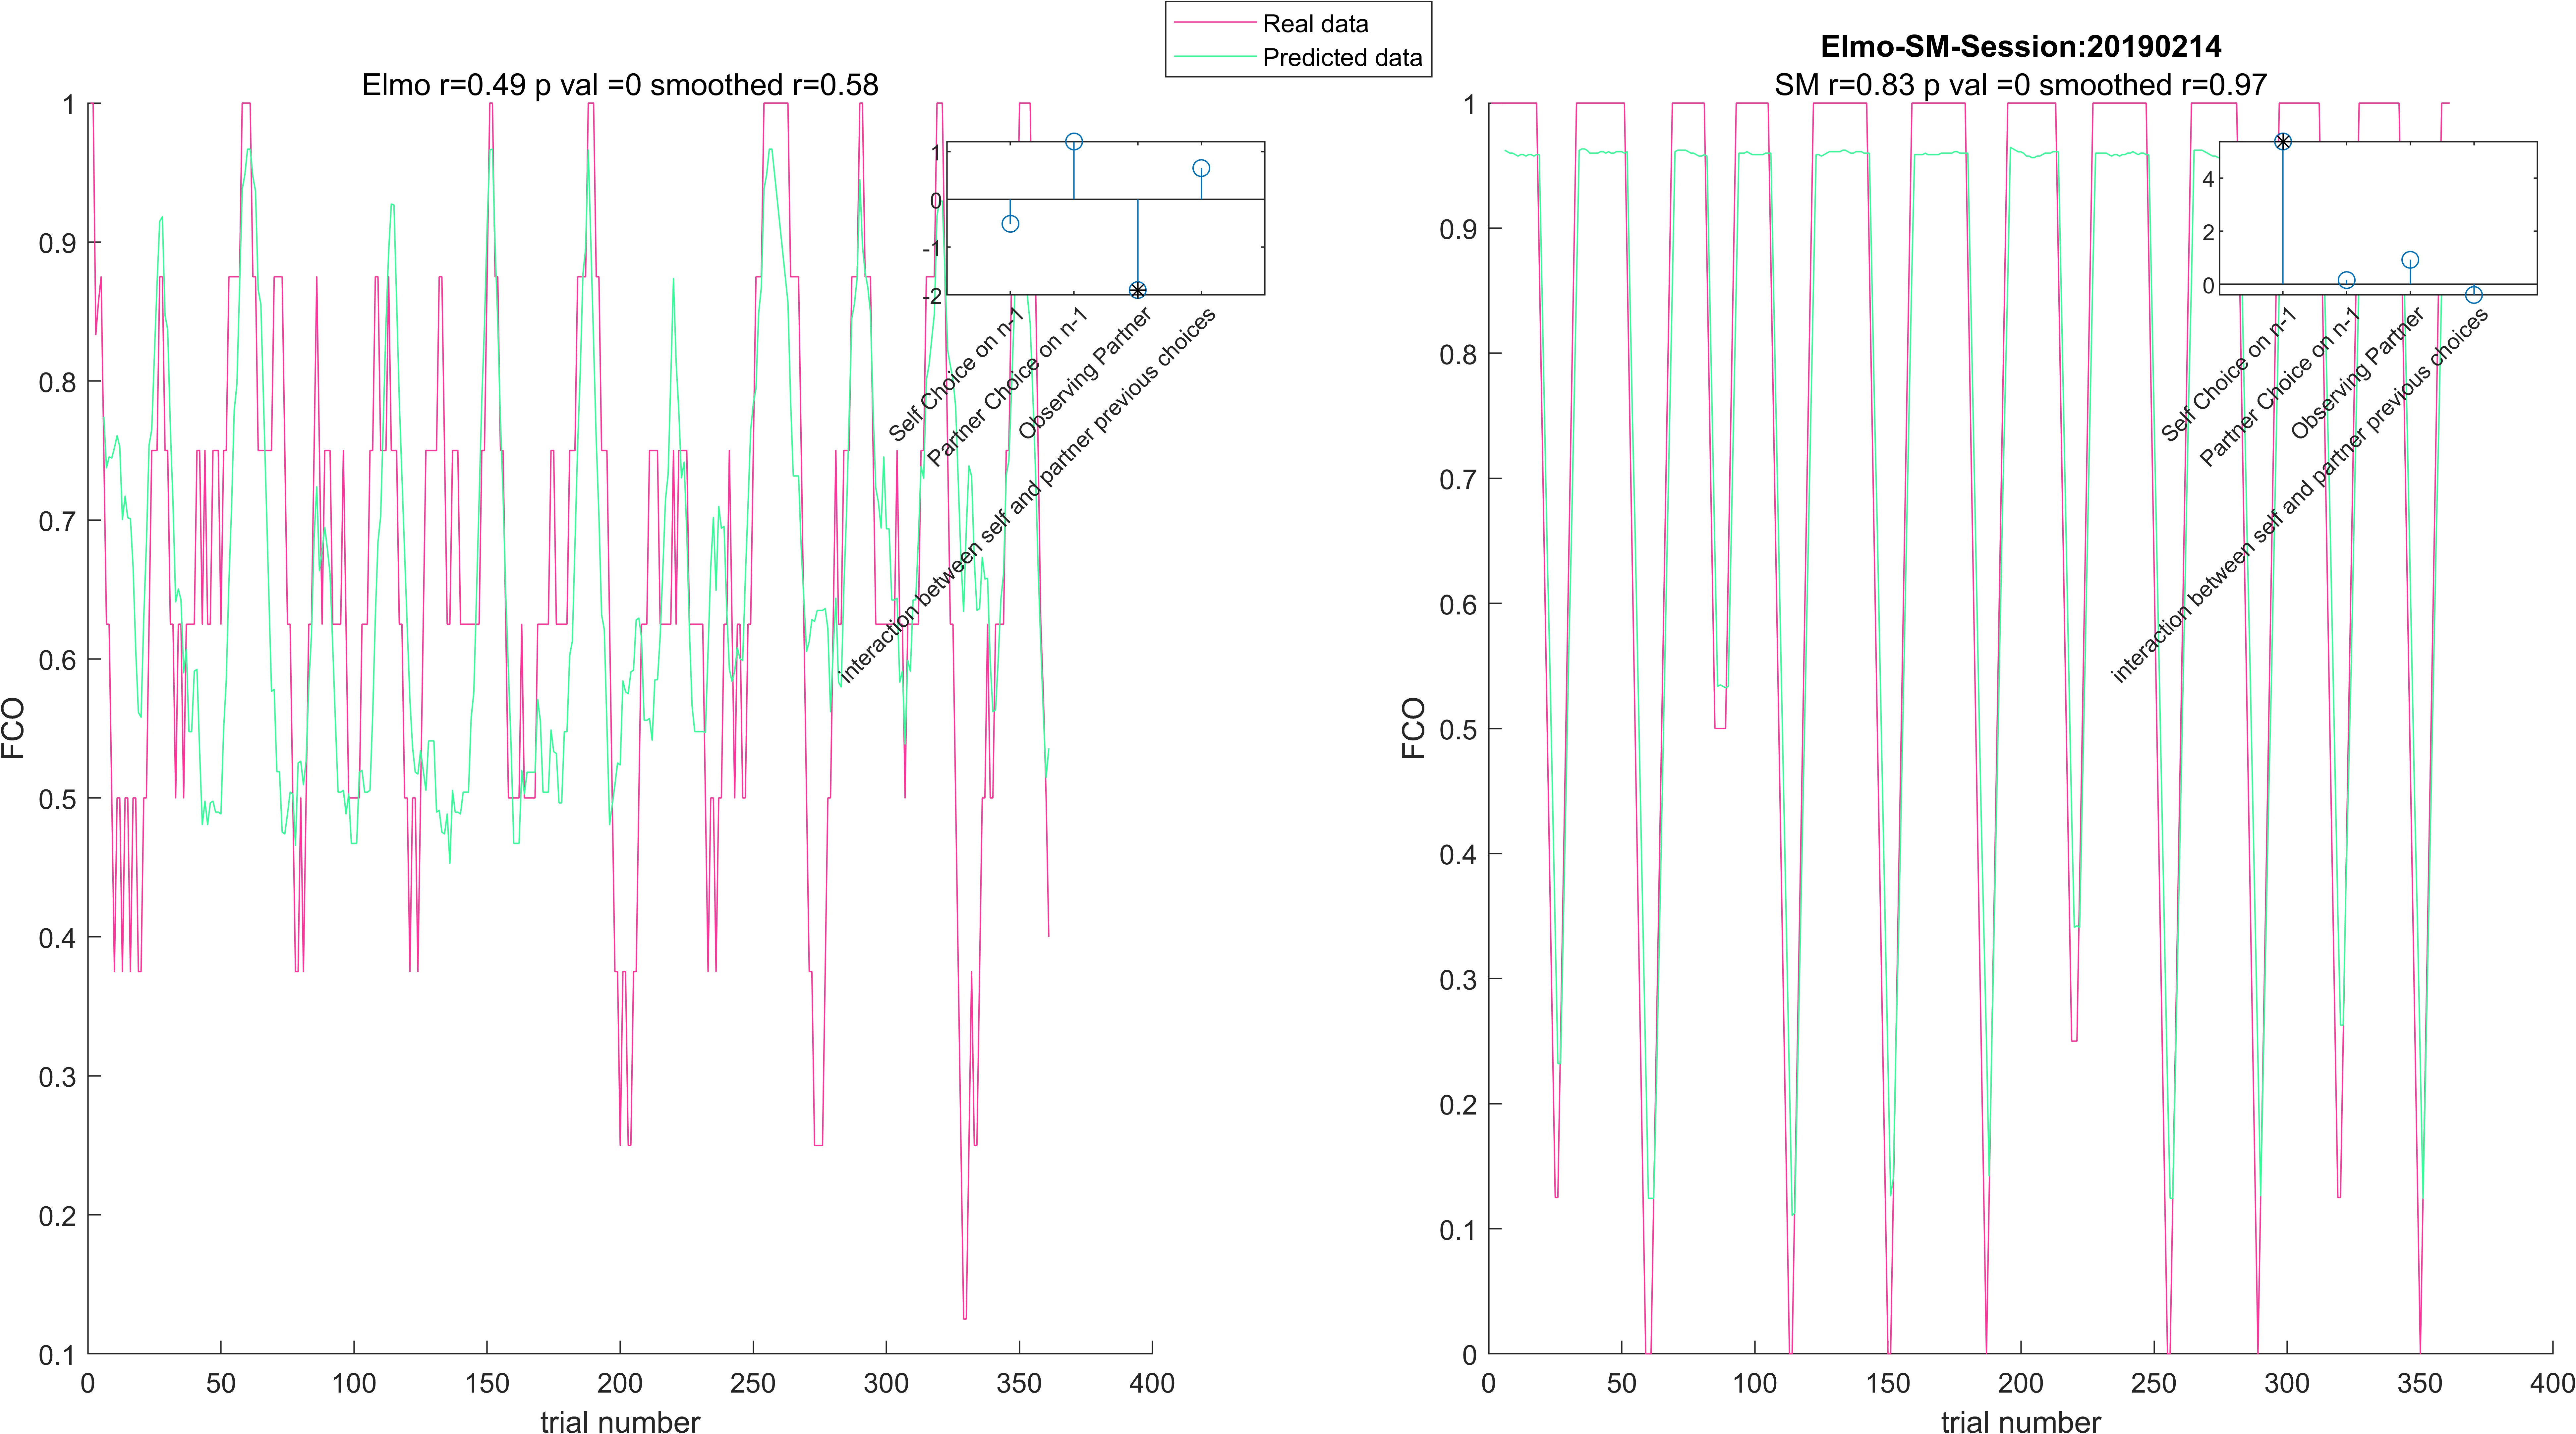 Real data
Predicted data
Elmo-SM-Session:20190214
Elmo r=0.49 p val =0 smoothed r=0.58
SM r=0.83 p val =0 smoothed r=0.97
FCO
1
0.9
0.8
0.7
0.6
0.5
0.4
0.3
0.2
0.1
0
50
100
150
200
250
300
350
400
trial number
1
0
-1
-2
Self Choice on n-1
Partner Choice on n-1
Observing Partner
interaction between self and partner previous choices
FCO
1
0.9
0.8
0.7
0.6
0.5
0.4
0.3
0.2
0.1
0
0
50
100
150
200
250
300
350
400
trial number
4
2
0
Self Choice on n-1
Partner Choice on n-1
Observing Partner
interaction between self and partner previous choices